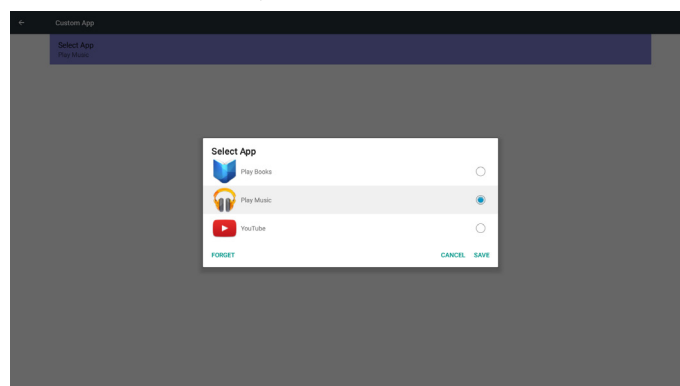 Custom App
Select App
Play Music
Select App
Play Books
Play Music
YouTube
FORGET
CANCEL SAVE